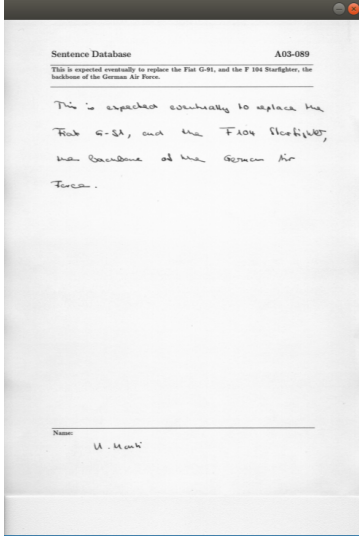 Sentence Database A03-089
This is expected eventually to replace the Fiat G-91, and the F 104 Starfighter, the
backbone of the German Air Force.
This is expected eventually to replace the
Fiat G-91, and the F 104 Starfighter,
the backbone of the German Air
Force.
Name:
U. Marti